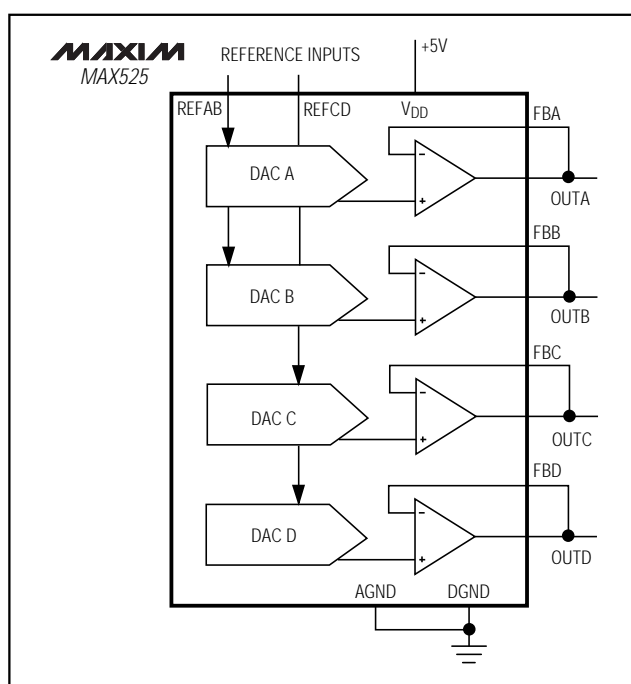 MAXIM
MAX525
REFERENCE INPUTS
+5V
REFAB
REFCD
VDD
FBA
DAC A
-
+
OUTA
FBB
DAC B
-
+
OUTB
FBC
DAC C
-
+
OUTC
FBD
DAC D
-
+
OUTD
AGND
DGND